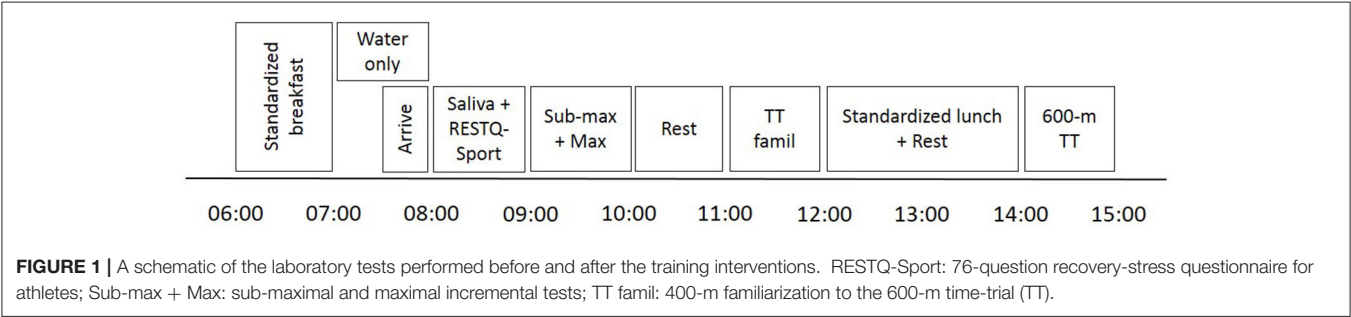 Standardized
breakfast
Water
only
Arrive
Saliva +
RESTQ-
Sport
Sub-max
+ Max
Rest
TT
famil
Standardized lunch
+ Rest
600-m
TT
06:00 07:00 08:00 09:00 10:00 11:00 12:00 13:00 14:00 15:00
FIGURE 1 | A schematic of the laboratory tests performed before and after the training interventions. RESTQ-Sport: 76-question recovery-stress questionnaire for
athletes; Sub-max + Max: sub-maximal and maximal incremental tests; TT famil: 400-m familiarization to the 600-m time-trial (TT).